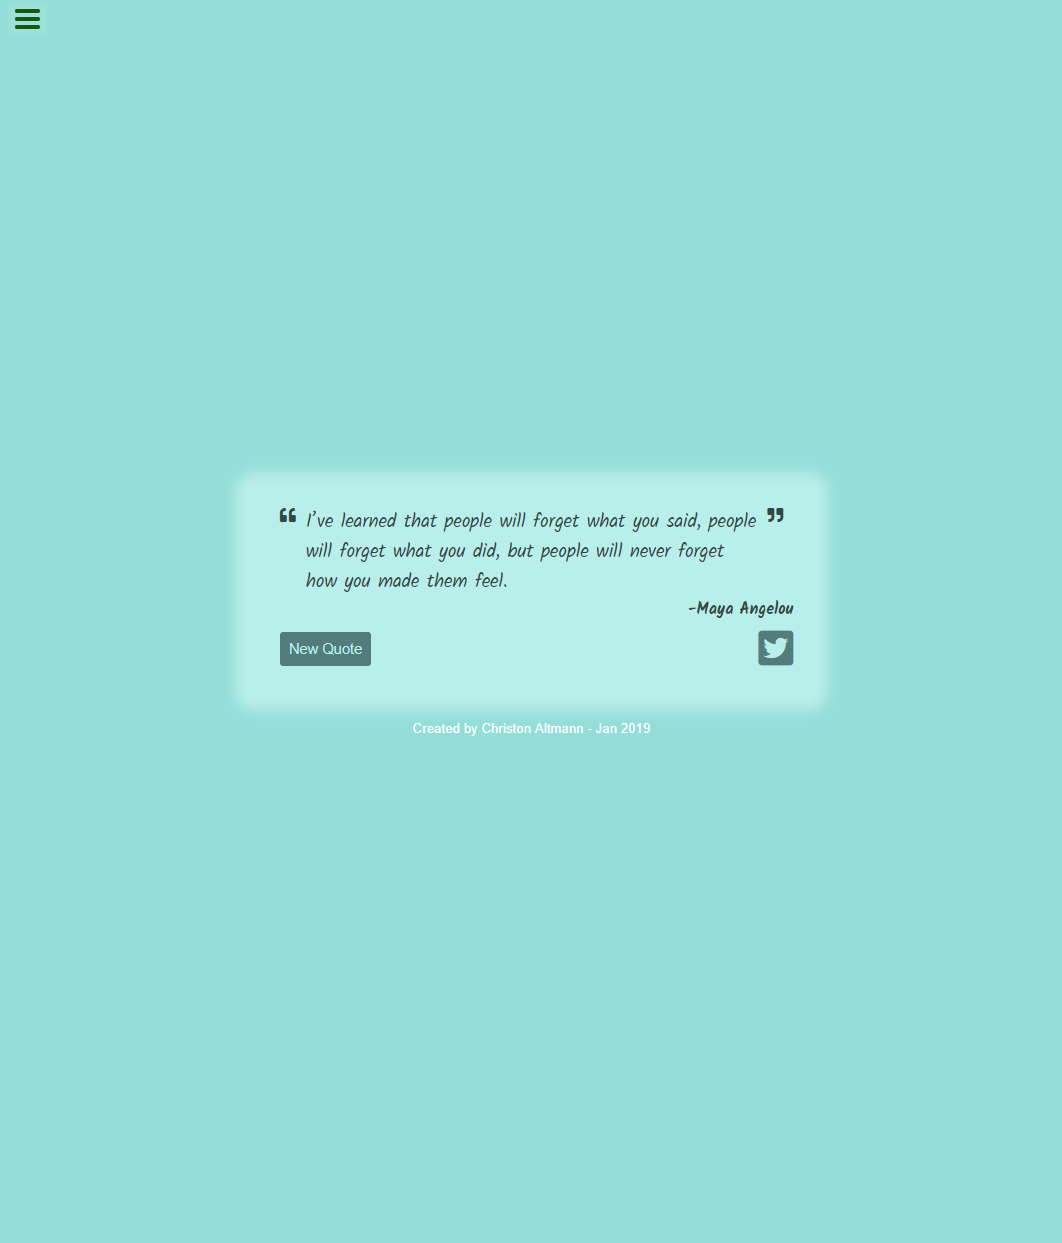 “ I’ve learned that people will forget what you said, people ”
will forget what you did, but people will never forget
how you made them feel.
-Maya Angelou
New Quote
Created by Christon Altmann - Jan 2019